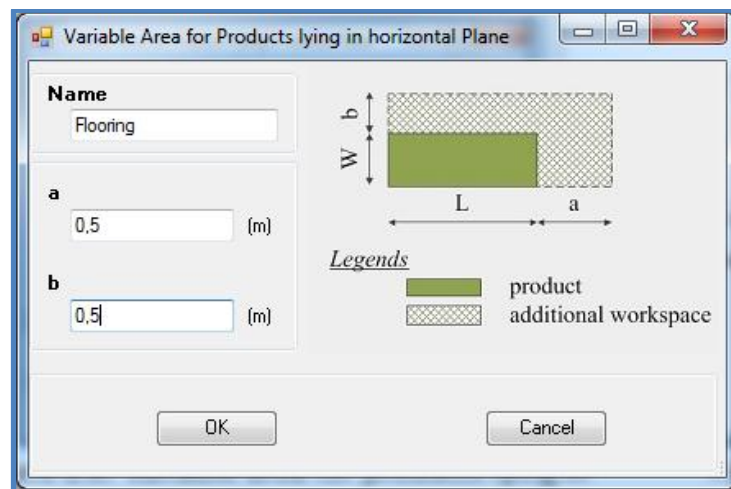 Variable Area for Products lying in horizontal Plane
Name
Flooring
a
0,5 (m)
b
0,5 (m)
b
W
L a
Legends
product
additional workspace
OK Cancel